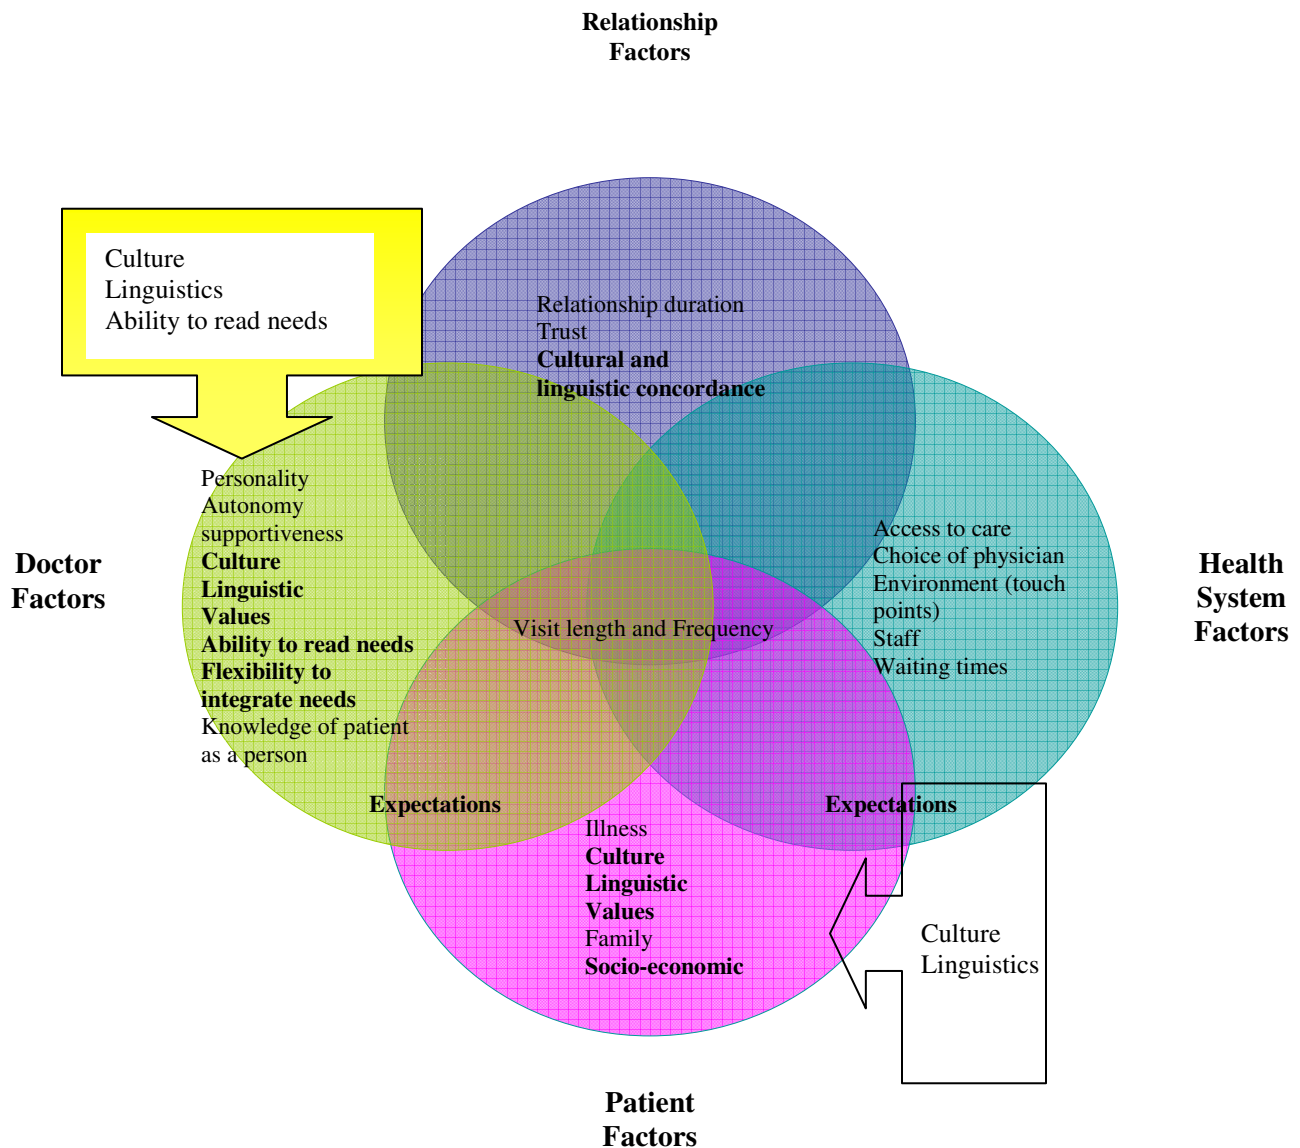 Relationship
Factors
Culture
Linguistics
Ability to read needs
Relationship duration
Trust
Cultural and
linguistic concordance
Personality
Autonomy
supportiveness
Culture
Linguistic
Values
Ability to read needs
Flexibility to
integrate needs
Knowledge of patient
as a person
Doctor
Factors
Access to care
Choice of physician
Environment (touch
points)
Staff
Waiting times
Health
System
Factors
Visit length and Frequency
Expectations
Expectations
Illness
Culture
Linguistic
Values
Family
Socio-economic
Culture
Linguistics
Patient
Factors